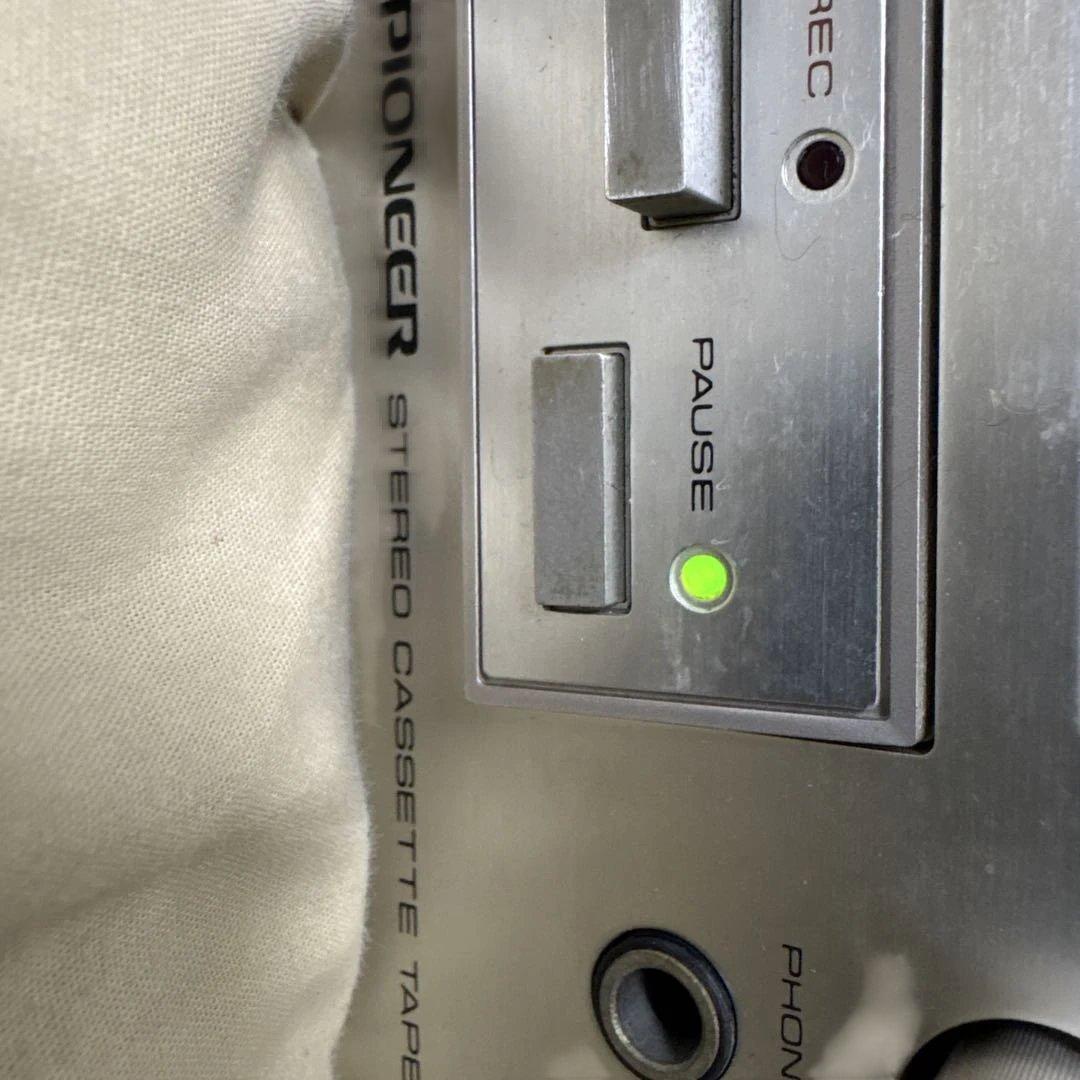 PIONEER STEREO CASSETTE TAPE
REC
PAUSE
PHON